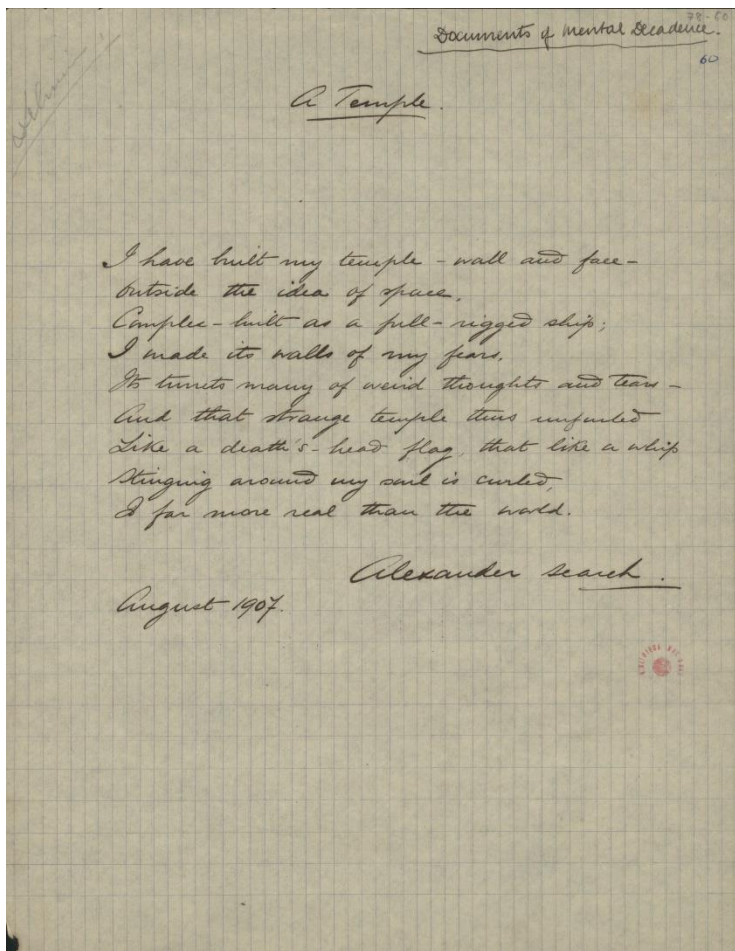 78-60
Documents of Mental Decadence.
60
A Temple.
I have built my temple - wall and face -
Outside the idea of space,
Complex-built as a full-rigged ship;
I made its walls of my fears,
Its turrets many of weird thoughts and tears -
And that strange temple thus unfurled
Like a death's-head flag, that like a whip
Stinging around my soul is curled,
Is far more real than the world.
Alexander Search.
August 1907.